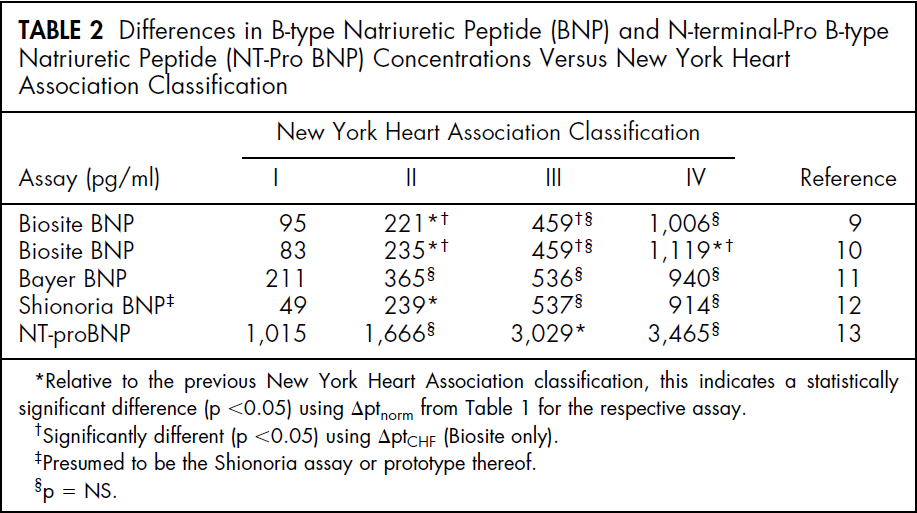 TABLE 2 Differences in B-type Natriuretic Peptide (BNP) and N-terminal-Pro B-type
Natriuretic Peptide (NT-Pro BNP) Concentrations Versus New York Heart
Association Classification
New York Heart Association Classification
Assay (pg/ml) I II III IV Reference
Biosite BNP 95 221*† 459†§ 1,006§ 9
Biosite BNP 83 235*† 459†§ 1,119*† 10
Bayer BNP 211 365§ 536§ 940§ 11
Shionoria BNP‡ 49 239* 537§ 914§ 12
NT-proBNP 1,015 1,666§ 3,029* 3,465§ 13
*Relative to the previous New York Heart Association classification, this indicates a statistically
significant difference (p <0.05) using Δptnorm from Table 1 for the respective assay.
†Significantly different (p <0.05) using ΔptCHF (Biosite only).
‡Presumed to be the Shionoria assay or prototype thereof.
§p = NS.